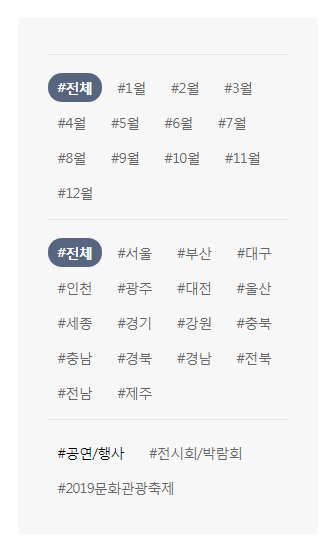 #전체 #1월 #2월 #3월
#4월 #5월 #6월 #7월
#8월 #9월 #10월 #11월
#12월
#전체 #서울 #부산 #대구
#인천 #광주 #대전 #울산
#세종 #경기 #강원 #충북
#충남 #경북 #경남 #전북
#전남 #제주
#공연/행사 #전시회/박람회
#2019문화관광축제